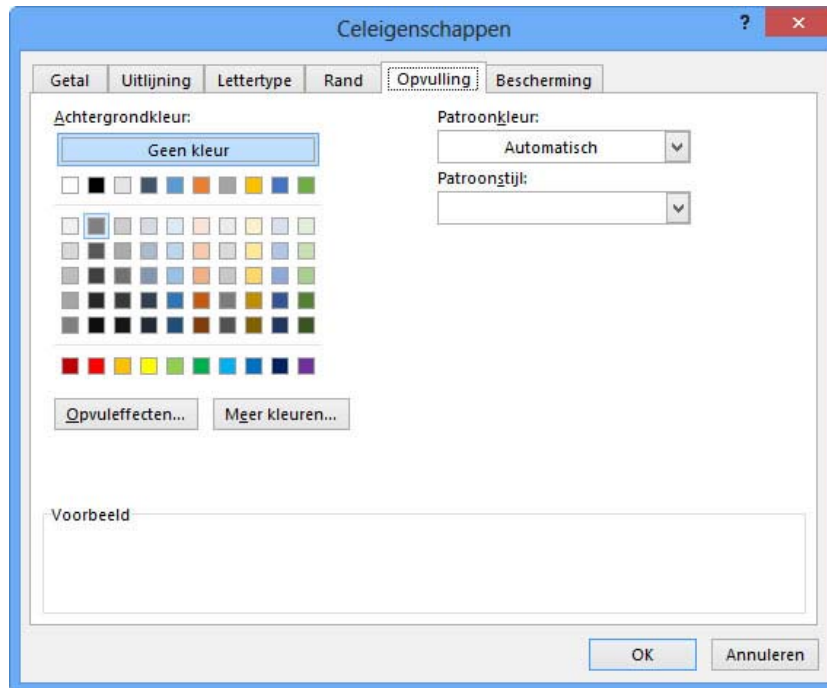 Celeigenschappen ? ×
Getal Uitlijning Lettertype Rand Opvulling Bescherming
Achtergrondkleur:
Geen kleur
Patroonkleur:
Automatisch
Patroonstijl:
Opvuleffecten... Meer kleuren...
Voorbeeld
OK Annuleren